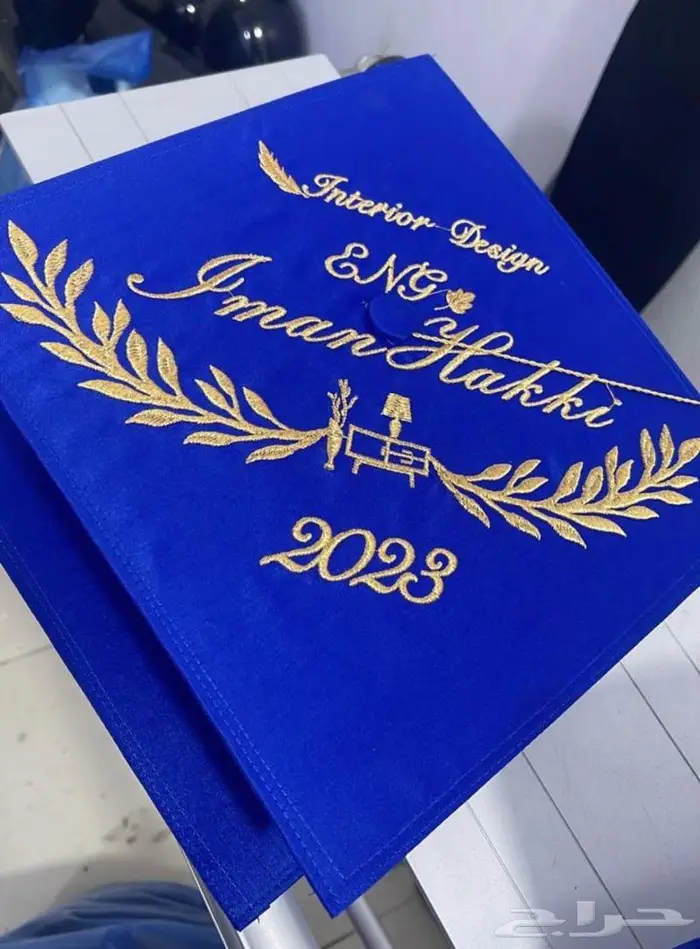 Interior Design
ENG
Iman Hakki
2023
حراج